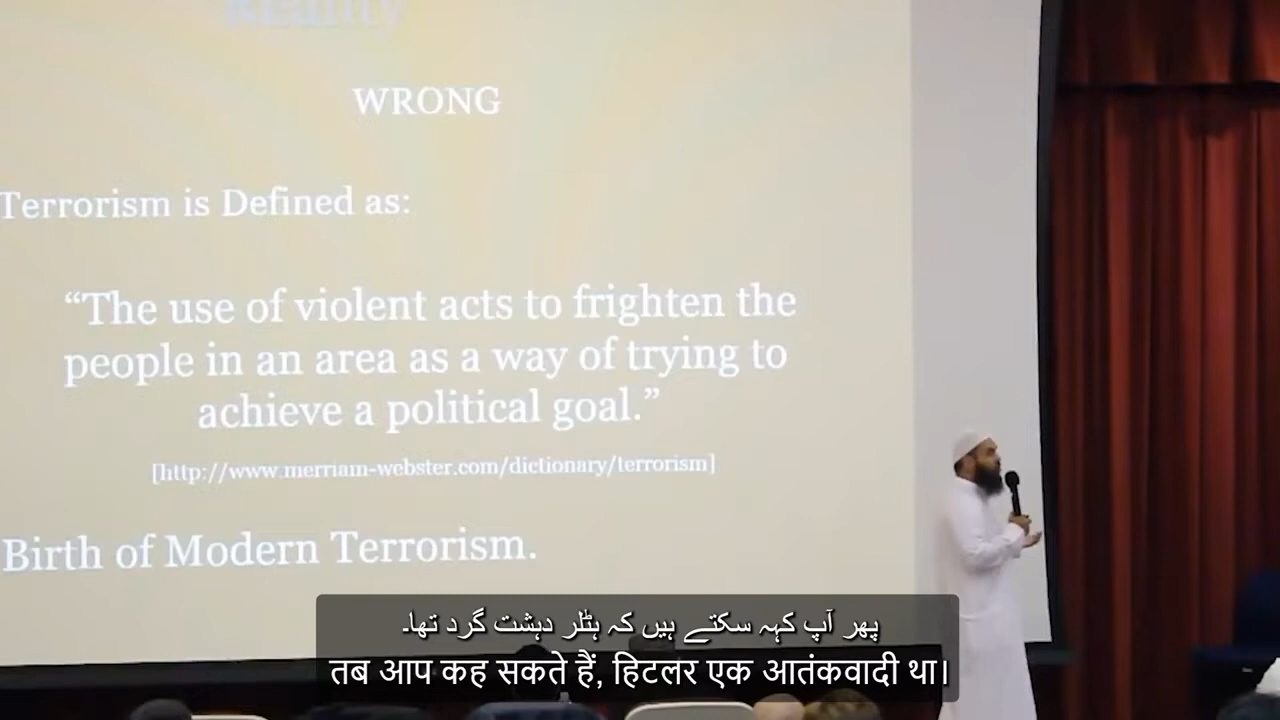 Reality
WRONG
Terrorism is Defined as:
“The use of violent acts to frighten the
people in an area as a way of trying to
achieve a political goal.”
[http://www.merriam-webster.com/dictionary/terrorism]
Birth of Modern Terrorism.
پھر آپ کہہ سکتے ہیں کہ ہٹلر دہشت گرد تھا۔
तब आप कह सकते हैं, हिटलर एक आतंकवादी था।